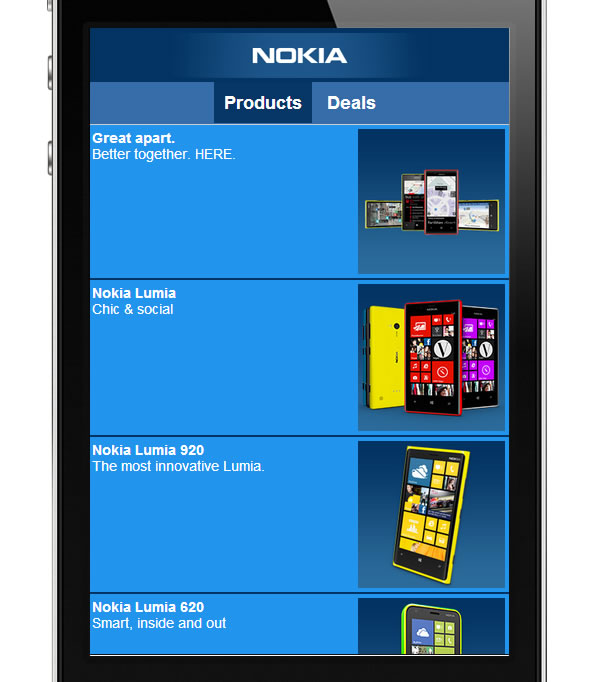 NOKIA
Products Deals
Great apart.
Better together. HERE.
Nokia Lumia
Chic & social
Nokia Lumia 920
The most innovative Lumia.
Nokia Lumia 620
Smart, inside and out